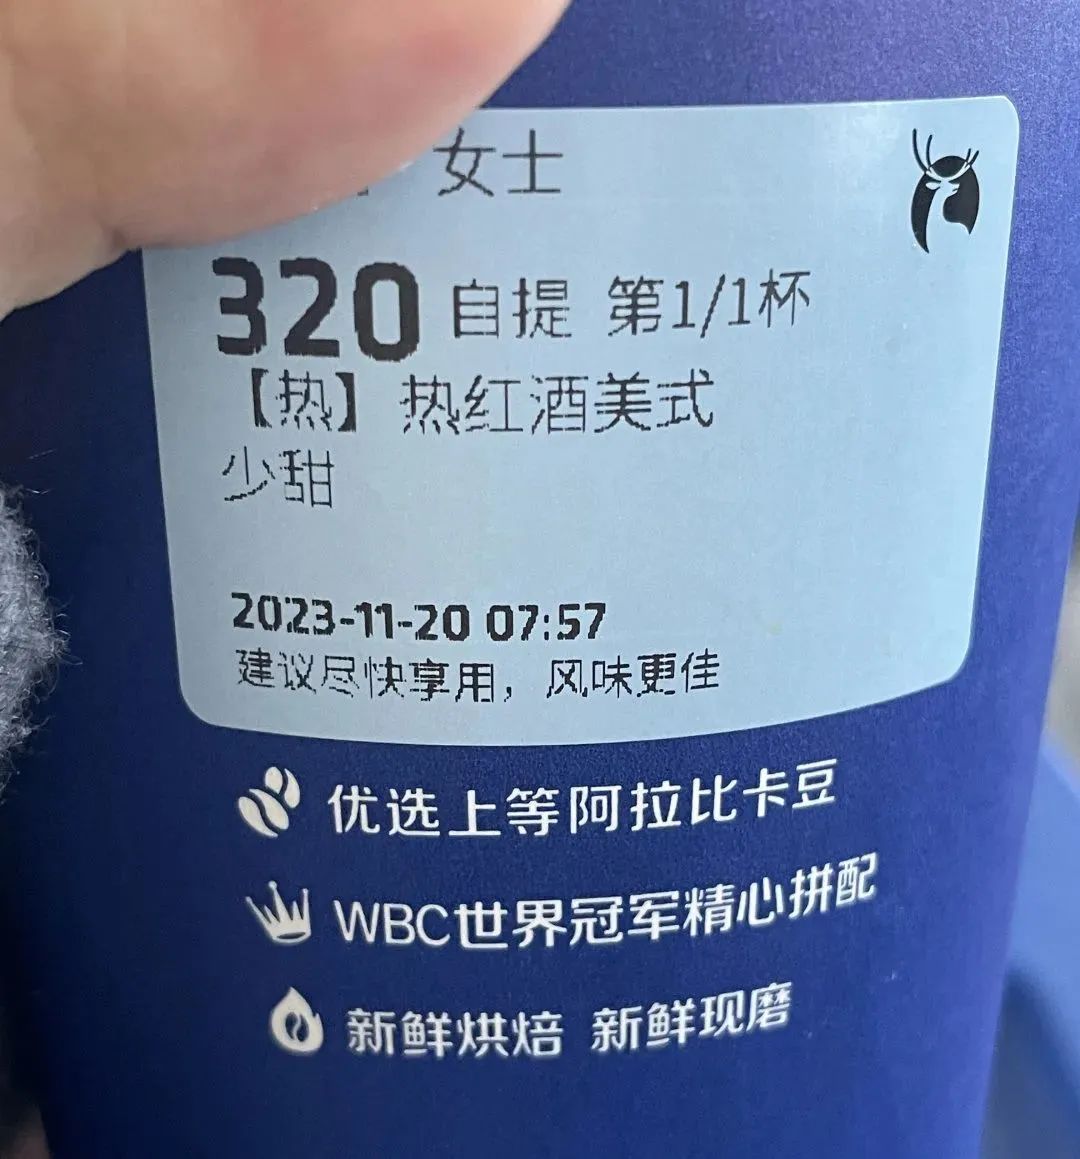 女士
320 自提 第1/1杯
【热】 热红酒美式
少甜
2023-11-20 07:57
建议尽快享用，风味更佳
优选上等阿拉比卡豆
WBC世界冠军精心拼配
新鲜烘焙 新鲜现磨